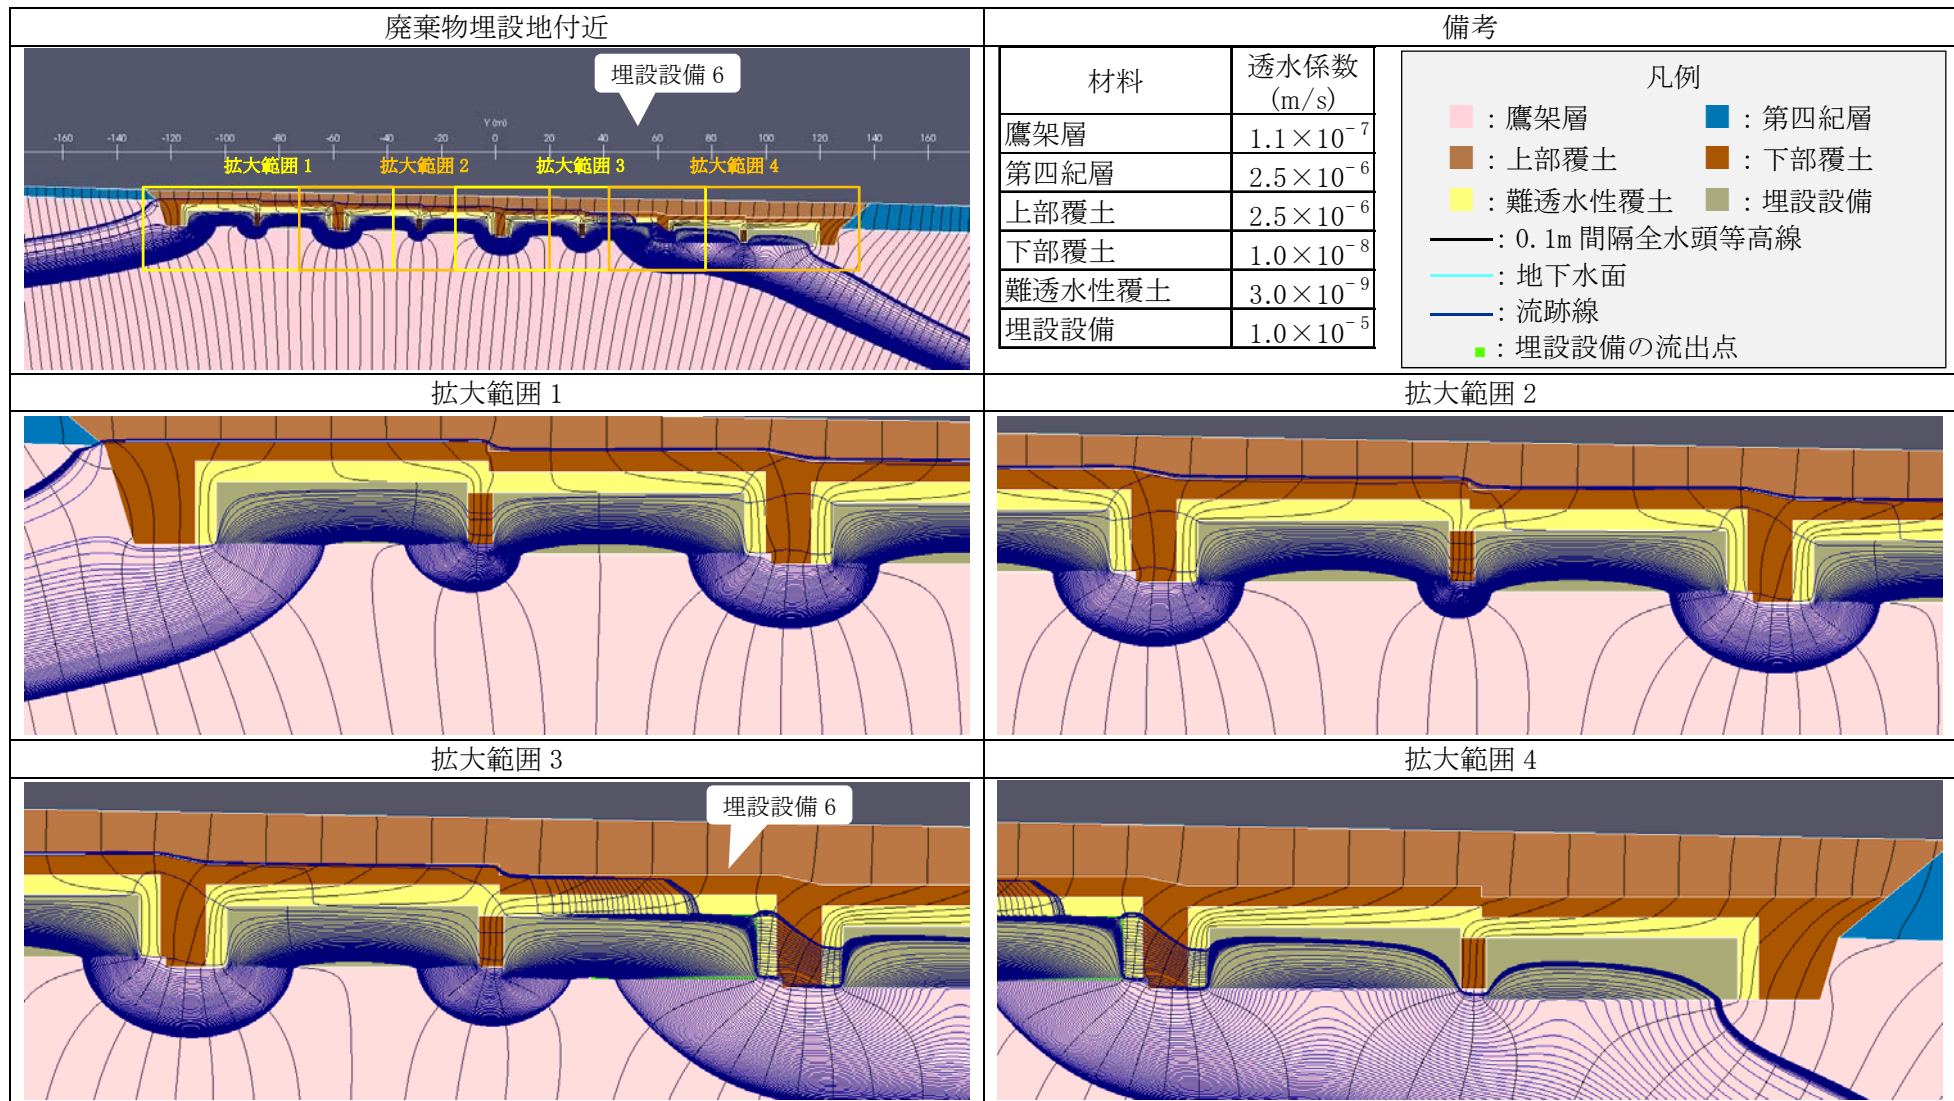 廃棄物埋設地付近
備考
埋設設備 6
Y (m)
-160 -140 -120 -100 -80 -60 -40 -20 0 20 40 60 80 100 120 140 160
拡大範囲 1 拡大範囲 2 拡大範囲 3 拡大範囲 4
材料 透水係数
(m/s)
鷹架層 1.1×10⁻⁷
第四紀層 2.5×10⁻⁶
上部覆土 2.5×10⁻⁶
下部覆土 1.0×10⁻⁸
難透水性覆土 3.0×10⁻⁹
埋設設備 1.0×10⁻⁵
凡例
：鷹架層 ：第四紀層
：上部覆土 ：下部覆土
：難透水性覆土 ：埋設設備
：0.1m 間隔全水頭等高線
：地下水面
：流跡線
：埋設設備の流出点
拡大範囲 1
拡大範囲 2
拡大範囲 3
拡大範囲 4
埋設設備 6